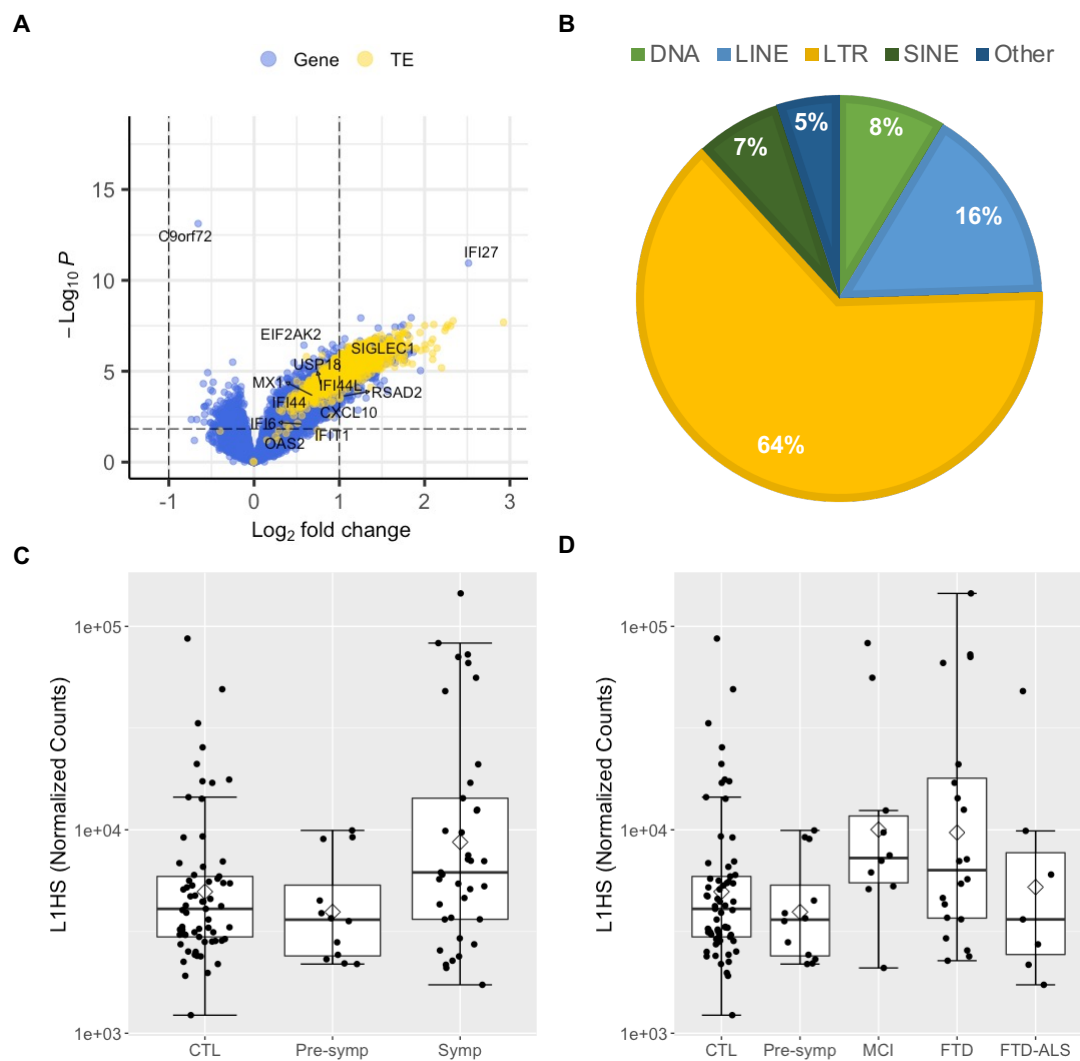 A
Gene TE
15
10
5
0
-1 0 1 2 3
− Log10 P
Log2 fold change
C9orf72
IFI27
EIF2AK2
SIGLEC1
USP18
MX1
IFI44L
RSAD2
IFI44
CXCL10
IFI6
IFIT1
OAS2
B
DNA LINE LTR SINE Other
5% 8%
7%
16%
64%
C
1e+05
1e+04
1e+03
L1HS (Normalized Counts)
CTL Pre-symp Symp
D
1e+05
1e+04
1e+03
L1HS (Normalized Counts)
CTL Pre-symp MCI FTD FTD-ALS